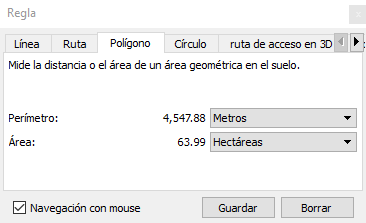 Regla
Línea Ruta Polígono Círculo ruta de acceso en 3D
Mide la distancia o el área de un área geométrica en el suelo.
Perímetro: 4,547.88 Metros
Área: 63.99 Hectáreas
Navegación con mouse Guardar Borrar